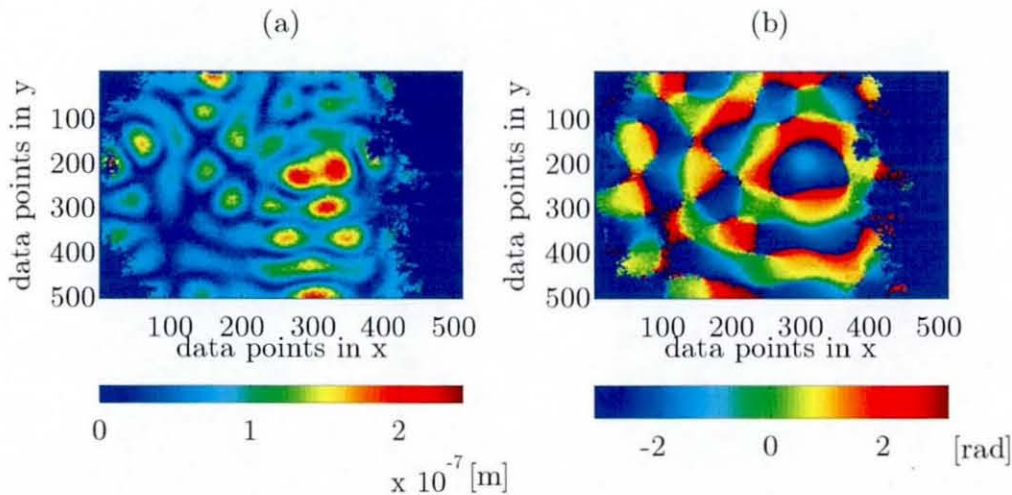 (a)
data points in y
100
200
300
400
500
100 200 300 400 500
data points in x
0 1 2
x 10^-7 [m]
(b)
data points in y
100
200
300
400
500
100 200 300 400 500
data points in x
-2 0 2 [rad]